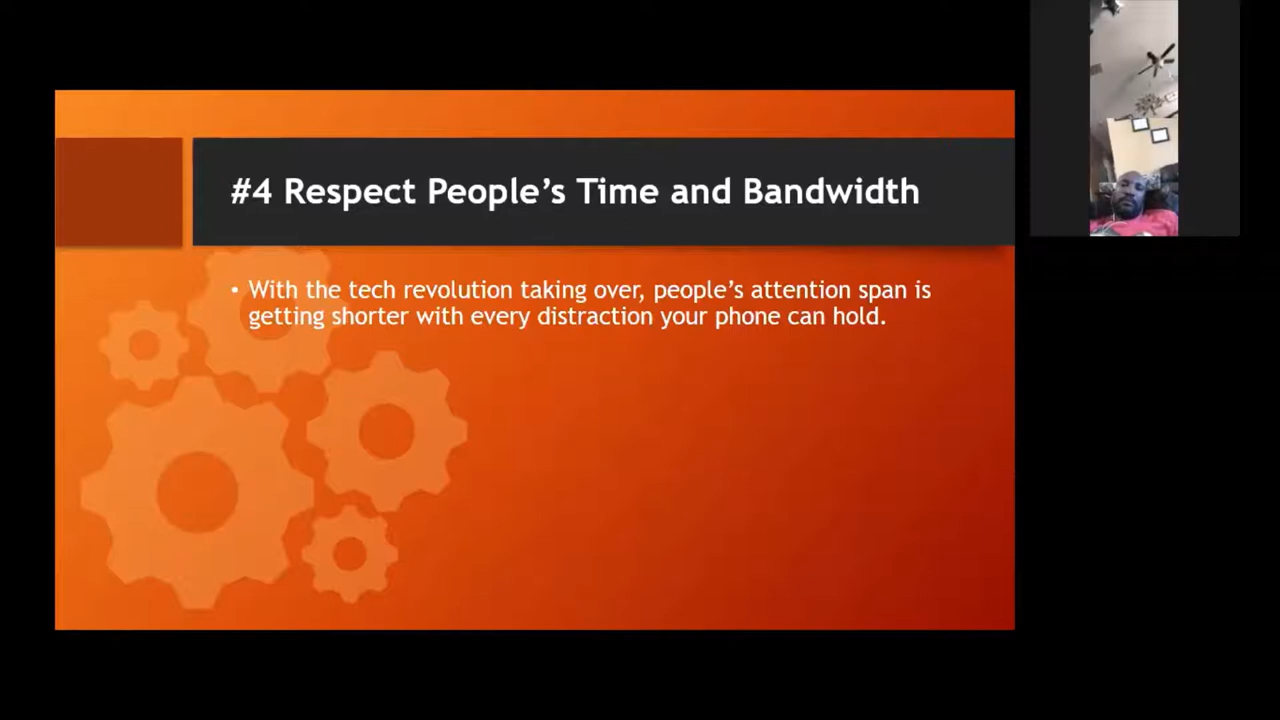 #4 Respect People’s Time and Bandwidth
• With the tech revolution taking over, people’s attention span is
getting shorter with every distraction your phone can hold.